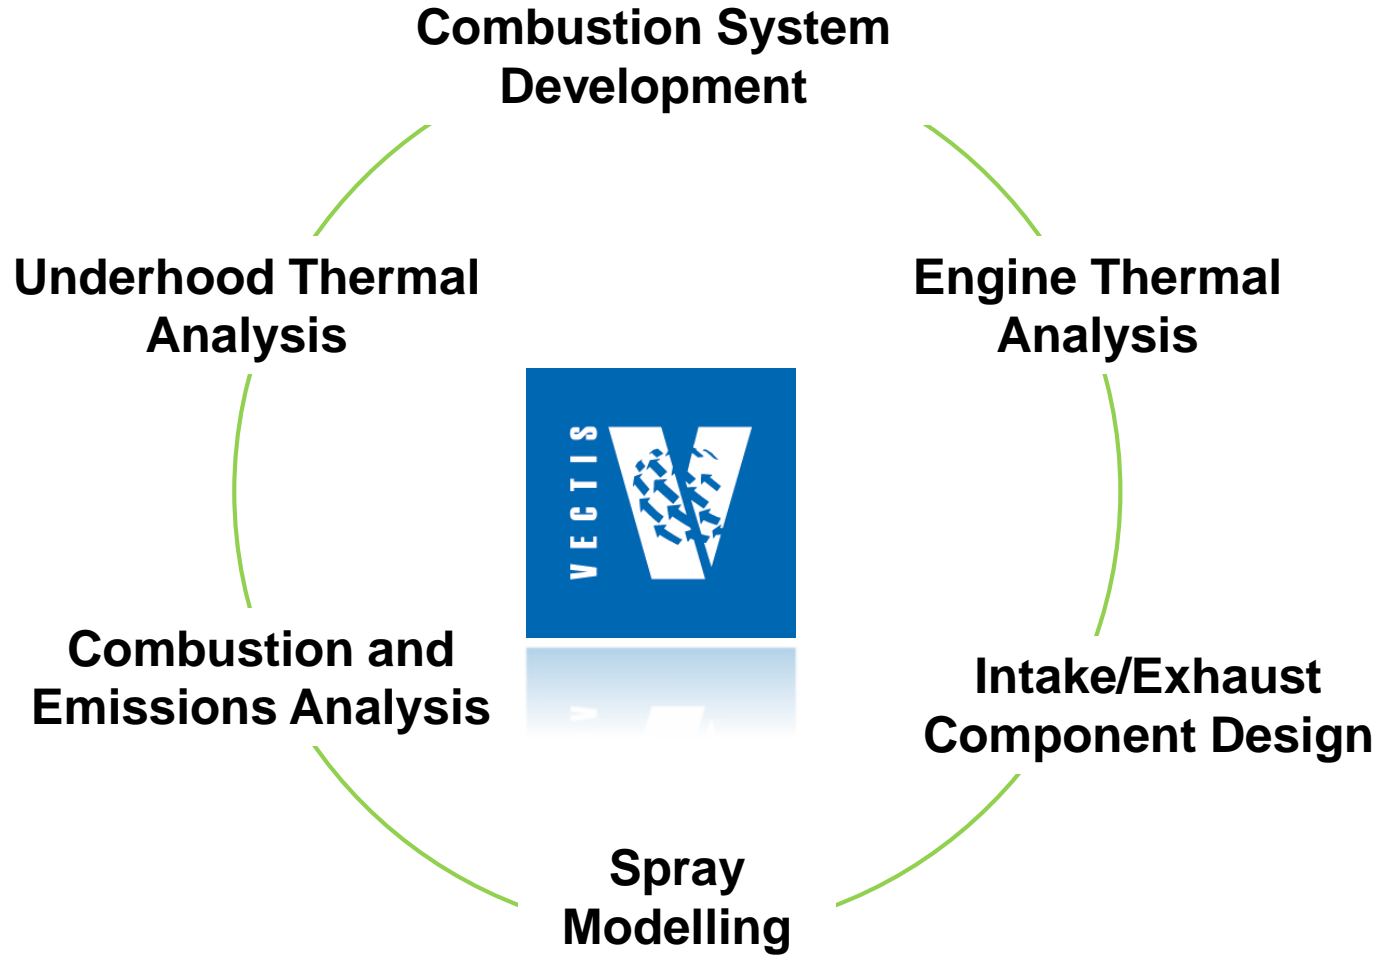 Combustion System
Development
Underhood Thermal
Analysis
Engine Thermal
Analysis
VECTIS
Combustion and
Emissions Analysis
Intake/Exhaust
Component Design
Spray
Modelling